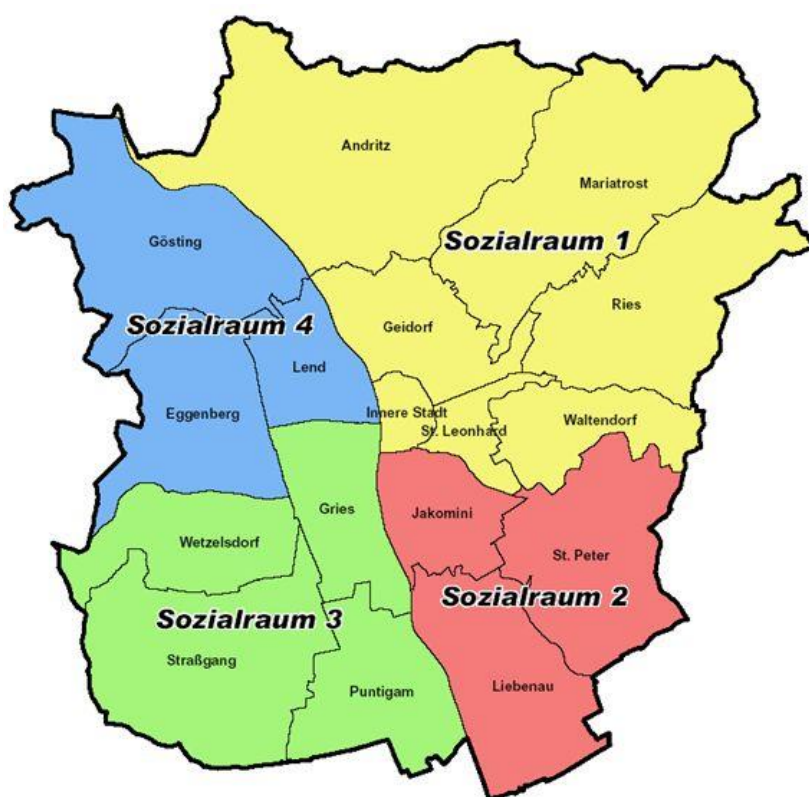 Andritz
Mariatrost
Gösting
Sozialraum 1
Ries
Sozialraum 4
Geidorf
Lend
Eggenberg
Innere Stadt
St. Leonhard
Waltendorf
Gries
Jakomini
Wetzelsdorf
St. Peter
Sozialraum 3
Sozialraum 2
Straßgang
Puntigam
Liebenau